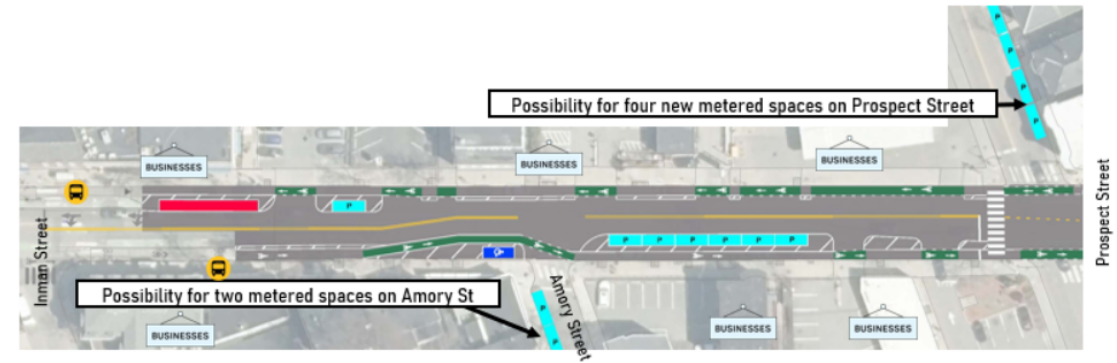 Possibility for four new metered spaces on Prospect Street
BUSINESSES
BUSINESSES
BUSINESSES
P
P
P
P
P
P P P P P P
Inman Street
Prospect Street
Possibility for two metered spaces on Amory St
Amory Street
BUSINESSES
BUSINESSES
BUSINESSES